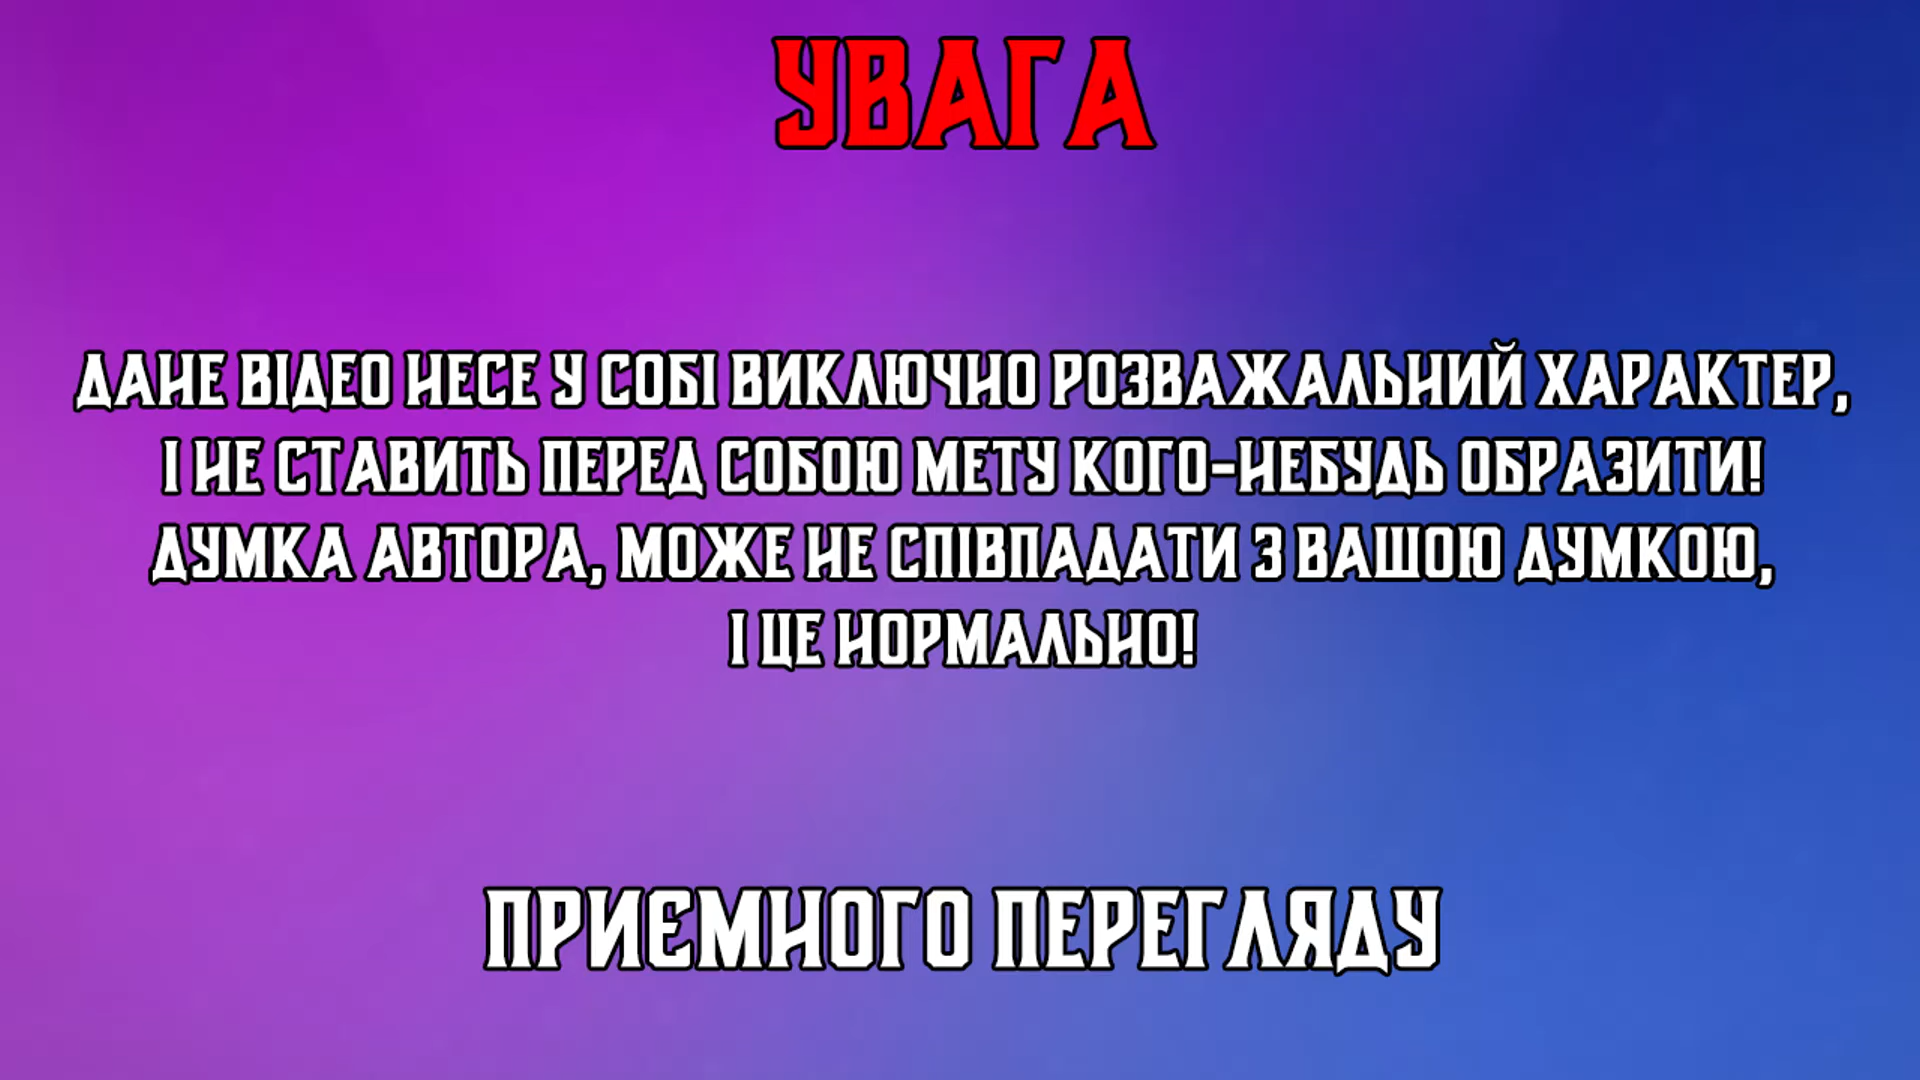 УВАГА
ДАНЕ ВІДЕО НЕСЕ У СОБІ ВИКЛЮЧНО РОЗВАЖАЛЬНИЙ ХАРАКТЕР,
І НЕ СТАВИТЬ ПЕРЕД СОБОЮ МЕТУ КОГО-НЕБУДЬ ОБРАЗИТИ!
ДУМКА АВТОРА, МОЖЕ НЕ СПІВПАДАТИ З ВАШОЮ ДУМКОЮ,
І ЦЕ НОРМАЛЬНО!
ПРИЄМНОГО ПЕРЕГЛЯДУ